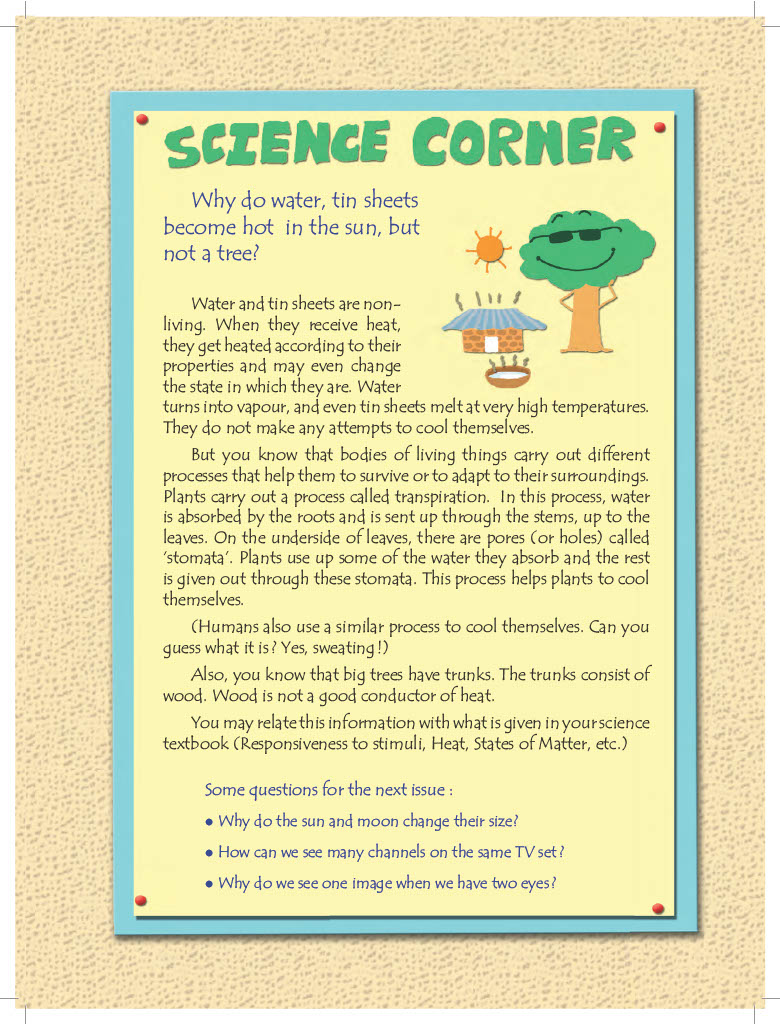 SCIENCE CORNER
Why do water, tin sheets
become hot in the sun, but
not a tree?
Water and tin sheets are non-
living. When they receive heat,
they get heated according to their
properties and may even change
the state in which they are. Water
turns into vapour, and even tin sheets melt at very high temperatures.
They do not make any attempts to cool themselves.
But you know that bodies of living things carry out different
processes that help them to survive or to adapt to their surroundings.
Plants carry out a process called transpiration. In this process, water
is absorbed by the roots and is sent up through the stems, up to the
leaves. On the underside of leaves, there are pores (or holes) called
‘stomata’. Plants use up some of the water they absorb and the rest
is given out through these stomata. This process helps plants to cool
themselves.
(Humans also use a similar process to cool themselves. Can you
guess what it is? Yes, sweating!)
Also, you know that big trees have trunks. The trunks consist of
wood. Wood is not a good conductor of heat.
You may relate this information with what is given in your science
textbook (Responsiveness to stimuli, Heat, States of Matter, etc.)
Some questions for the next issue :
• Why do the sun and moon change their size?
• How can we see many channels on the same TV set?
• Why do we see one image when we have two eyes?